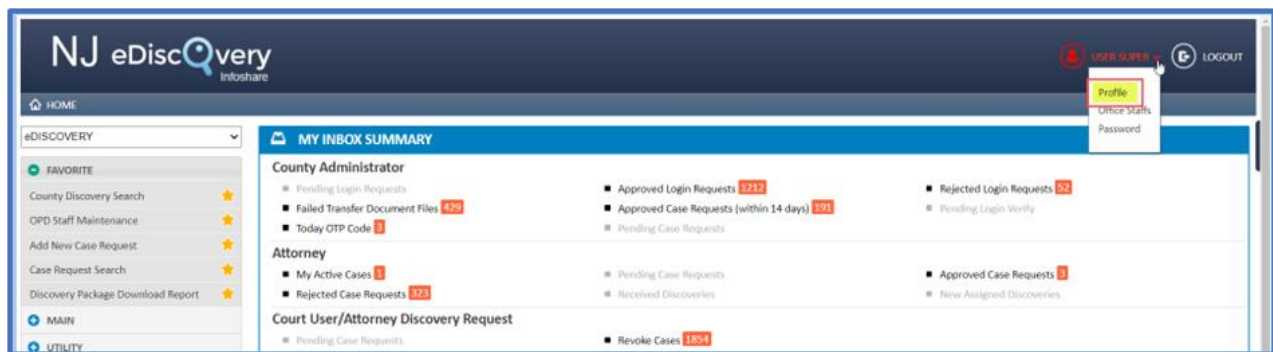 NJ eDiscovery
Infoshare
USER SUPER
LOGOUT
Profile
Office Staffs
Password
HOME
eDISCOVERY
FAVORITE
County Discovery Search
OPD Staff Maintenance
Add New Case Request
Case Request Search
Discovery Package Download Report
MAIN
UTILITY
MY INBOX SUMMARY
County Administrator
Pending Login Requests
Approved Login Requests 1212
Rejected Login Requests 52
Failed Transfer Document Files 429
Approved Case Requests (within 14 days) 191
Pending Login Verify
Today OTP Code 3
Pending Case Requests
Attorney
My Active Cases 1
Pending Case Requests
Approved Case Requests 3
Rejected Case Requests 323
Received Discoveries
New Assigned Discoveries
Court User/Attorney Discovery Request
Pending Case Requests
Revoke Cases 1854